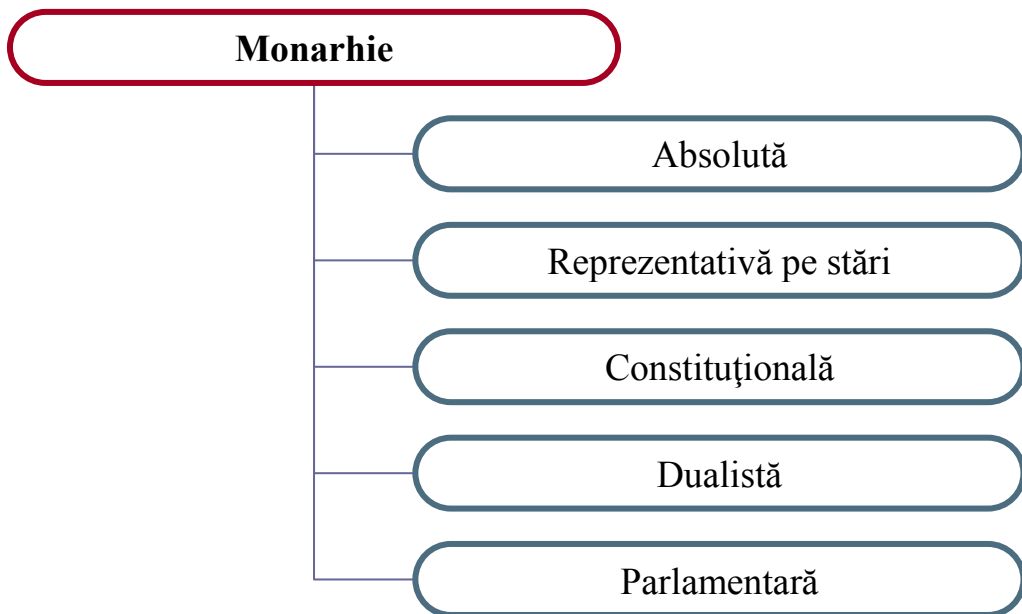 Monarhie
Absolută
Reprezentativă pe stări
Constituţională
Dualistă
Parlamentară